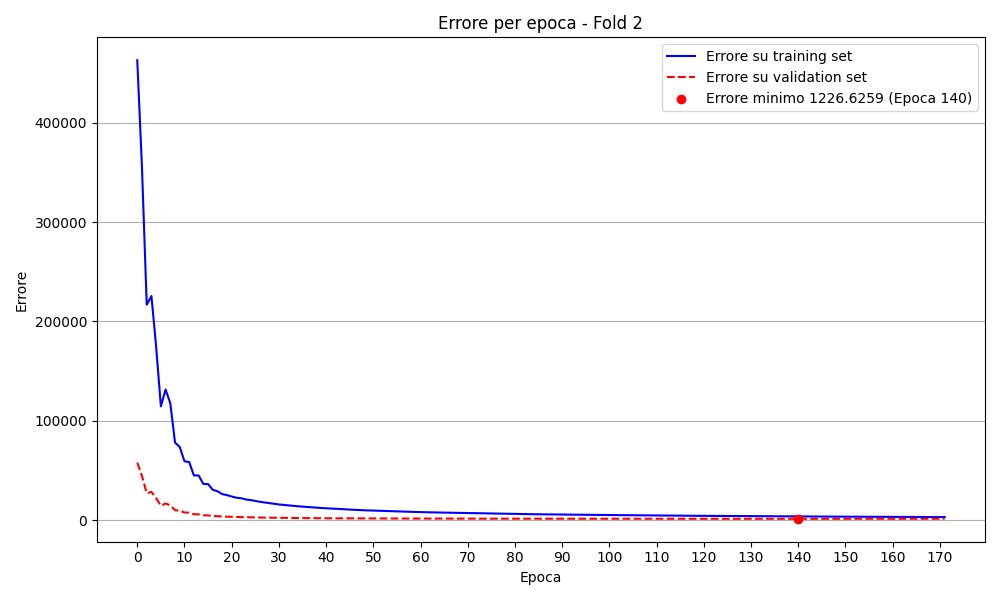 Errore per epoca - Fold 2
Errore su training set
Errore su validation set
Errore minimo 1226.6259 (Epoca 140)
Errore
400000
300000
200000
100000
0
0 10 20 30 40 50 60 70 80 90 100 110 120 130 140 150 160 170
Epoca